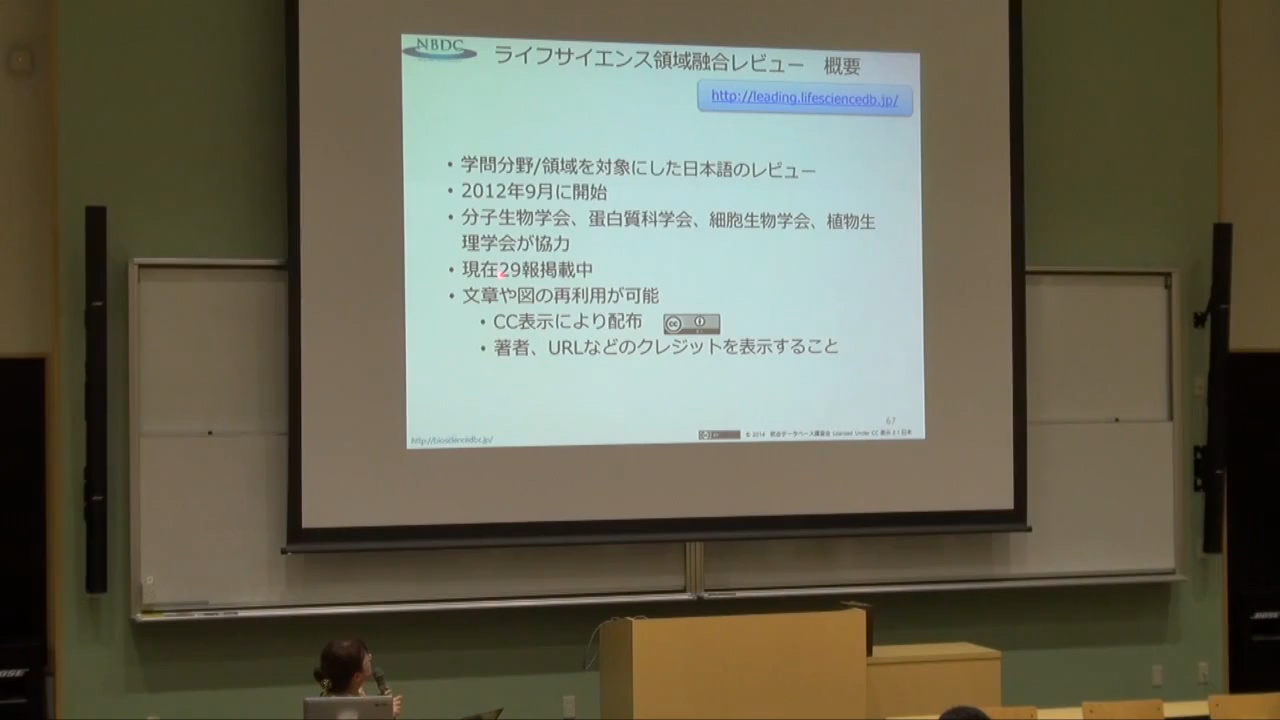 NBDC
ライフサイエンス領域融合レビュー 概要
http://leading.lifesciencedb.jp/
・学問分野/領域を対象にした日本語のレビュー
・2012年9月に開始
・分子生物学会、蛋白質科学会、細胞生物学会、植物生
理学会が協力
・現在29報掲載中
・文章や図の再利用が可能
・CC表示により配布
cc
・著者、URLなどのクレジットを表示すること
67
http://biosciencedbc.jp/
© 2014 統合データベース講習会 Licensed Under CC 表示 2.1 日本
BOSE
BOSE